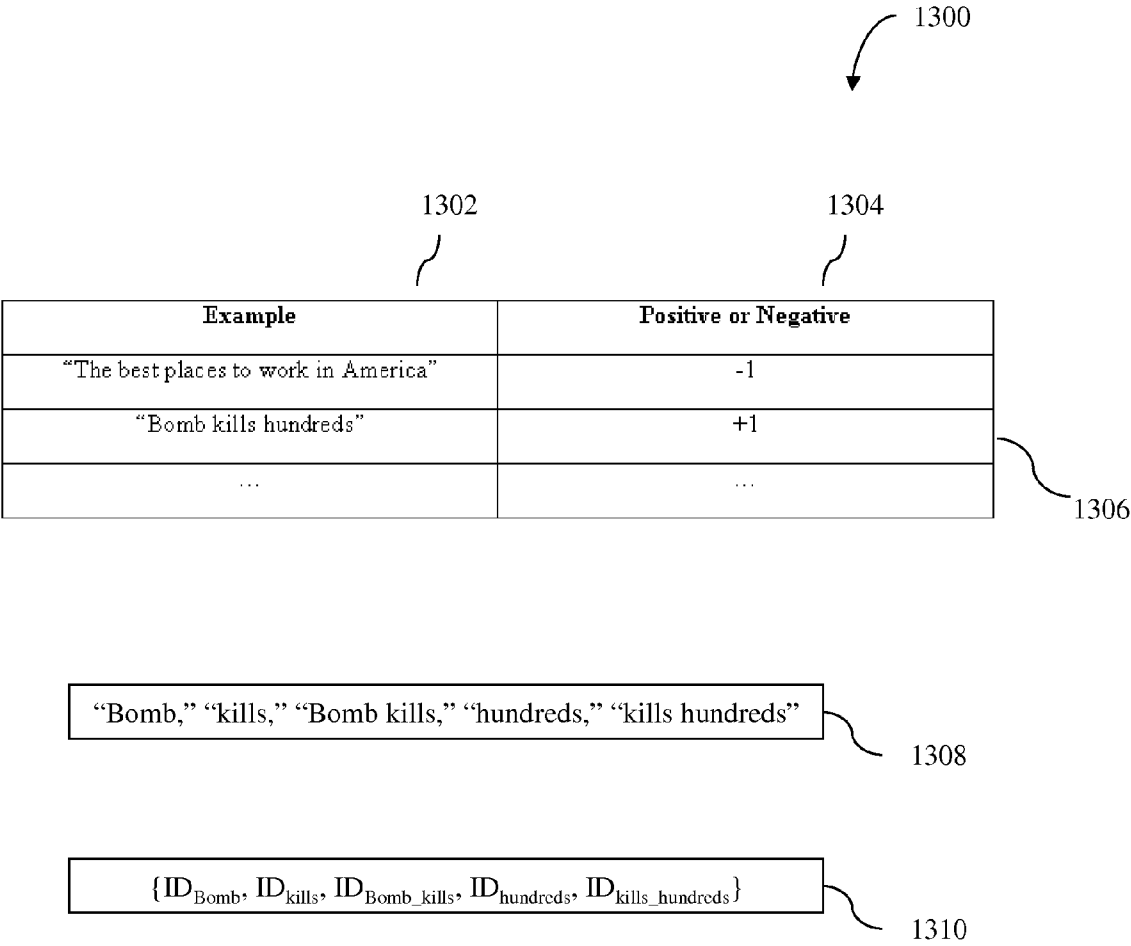 1300
1302 1304
Example Positive or Negative
“The best places to work in America” -1
“Bomb kills hundreds” +1
... ...
1306
“Bomb,” “kills,” “Bomb kills,” “hundreds,” “kills hundreds”
1308
{ID_Bomb, ID_kills, ID_Bomb_kills, ID_hundreds, ID_kills_hundreds}
1310